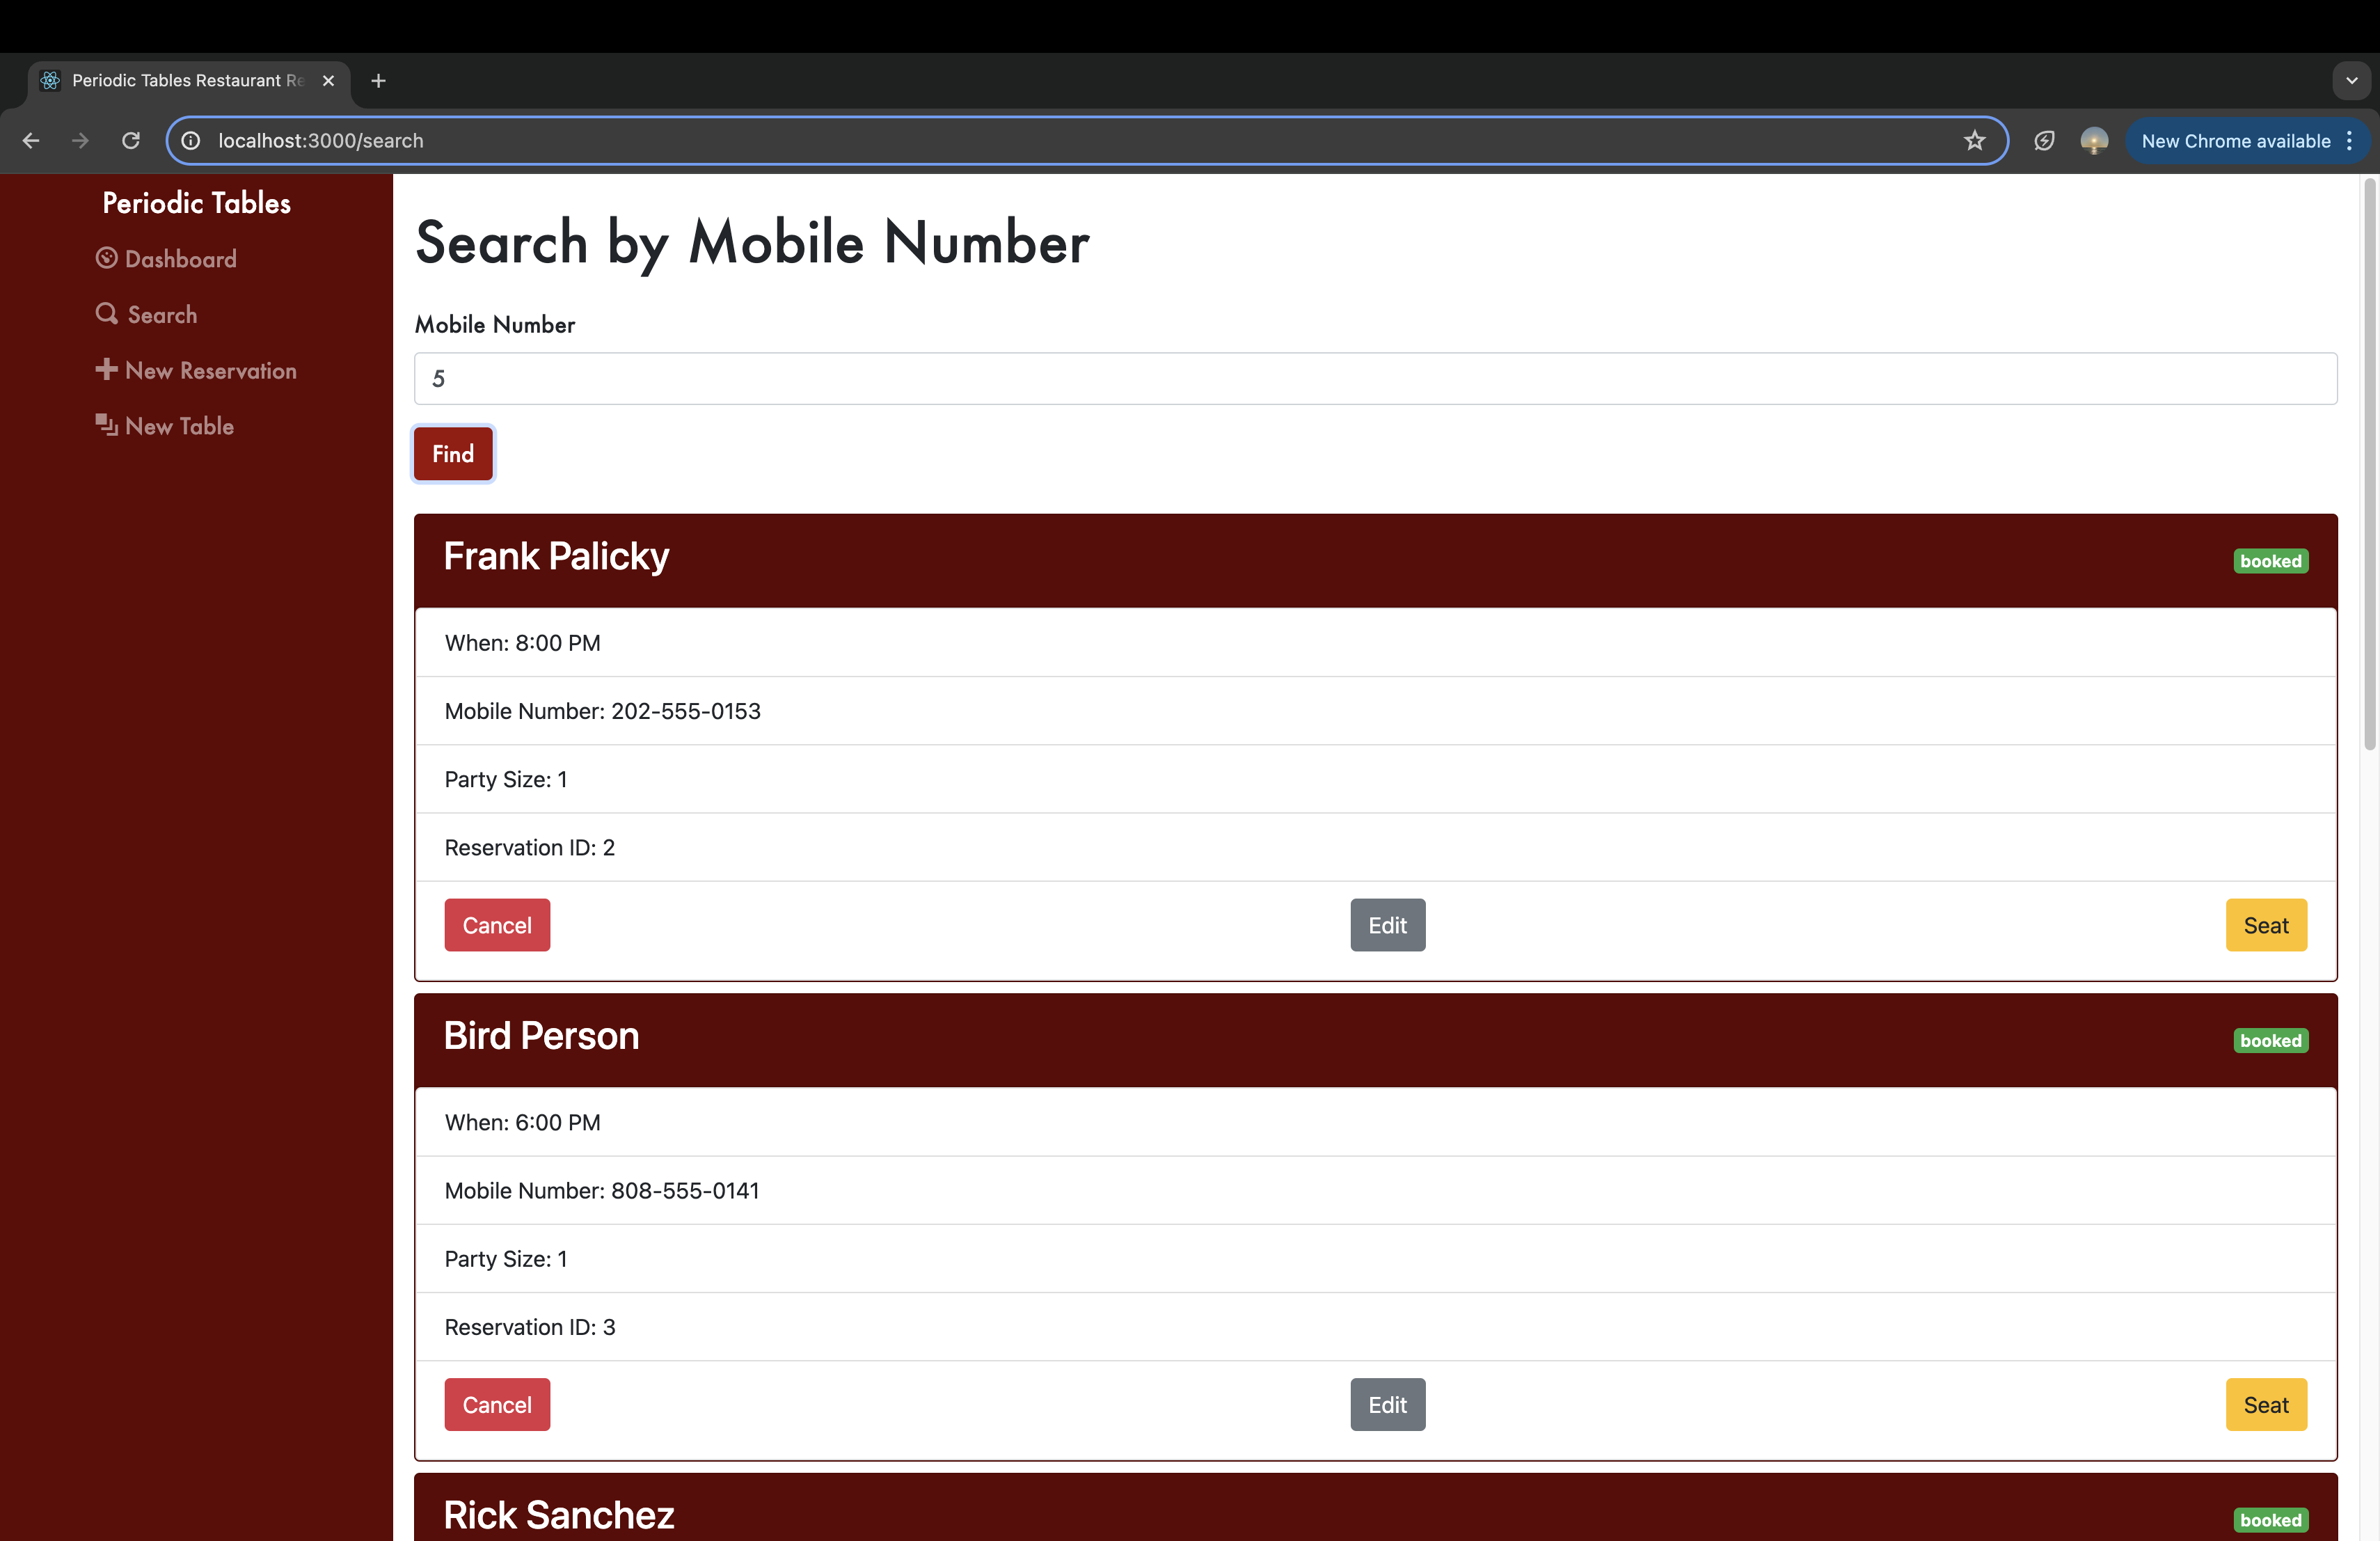 Periodic Tables Restaurant Re
localhost:3000/search
New Chrome available
Periodic Tables
Dashboard
Search
New Reservation
New Table
Search by Mobile Number
Mobile Number
5
Find
Frank Palicky
booked
When: 8:00 PM
Mobile Number: 202-555-0153
Party Size: 1
Reservation ID: 2
Cancel Edit Seat
Bird Person
booked
When: 6:00 PM
Mobile Number: 808-555-0141
Party Size: 1
Reservation ID: 3
Cancel Edit Seat
Rick Sanchez
booked